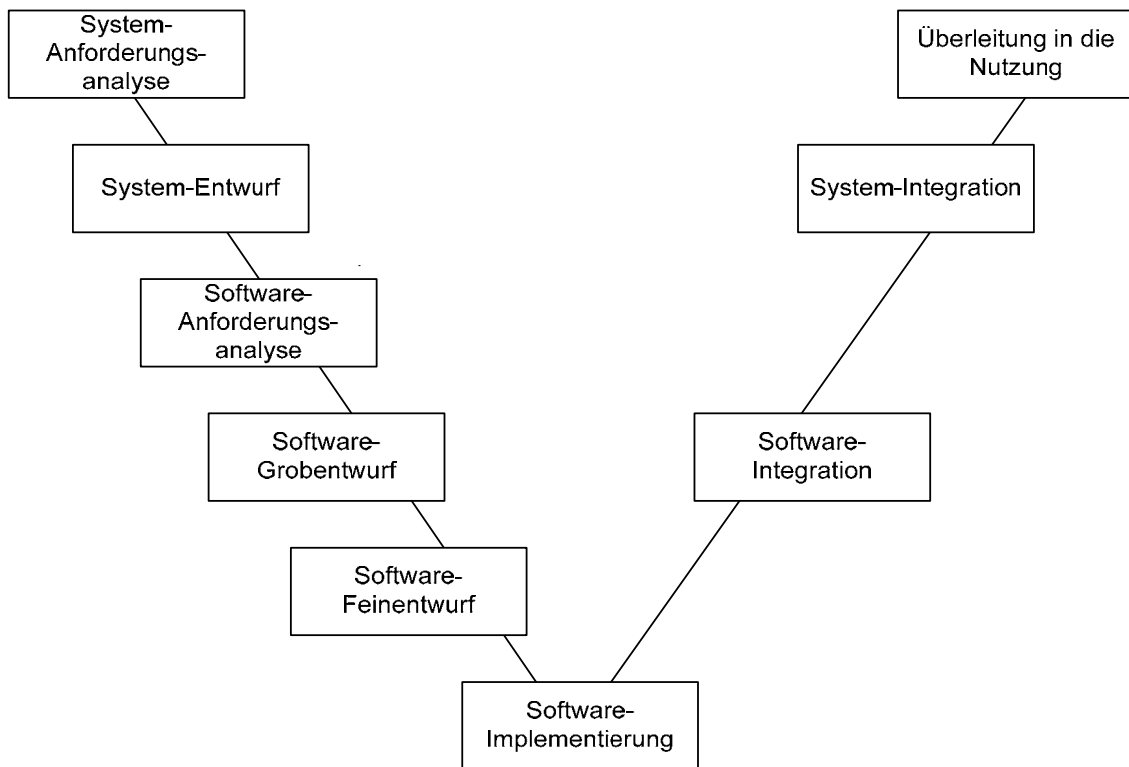 System-
Anforderungs-
analyse
Überleitung in die
Nutzung
System-Entwurf
System-Integration
Software-
Anforderungs-
analyse
Software-
Grobentwurf
Software-
Integration
Software-
Feinentwurf
Software-
Implementierung